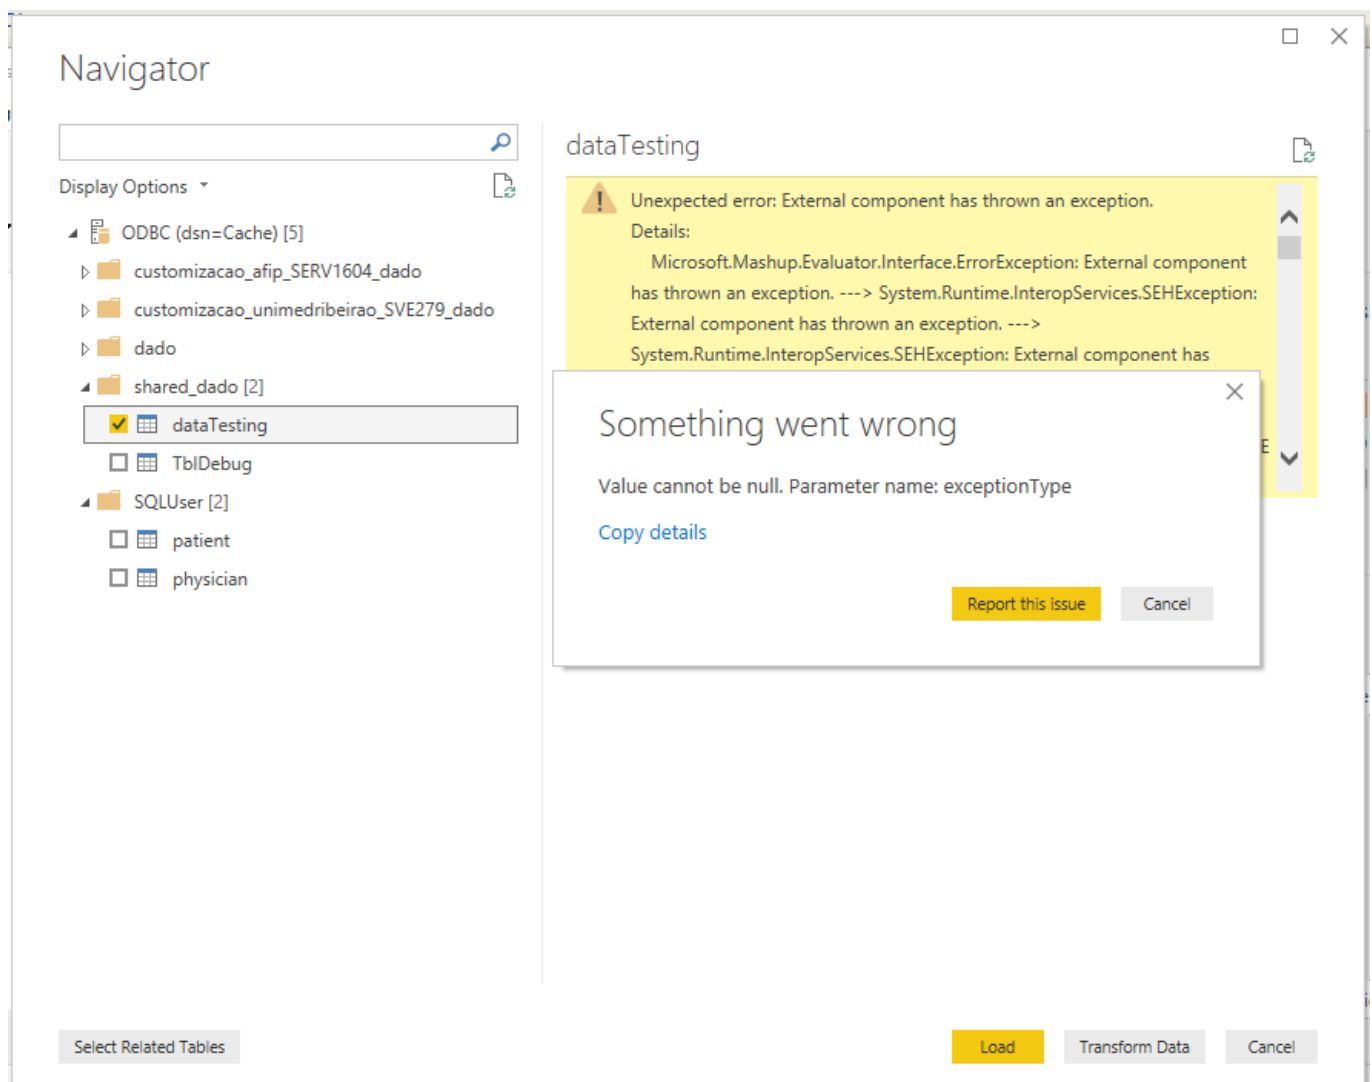 Navigator
Display Options
ODBC (dsn=Cache) [5]
customizacao_afip_SERV1604_dado
customizacao_unimedribeirao_SVE279_dado
dado
shared_dado [2]
dataTesting
TblDebug
SQLUser [2]
patient
physician
dataTesting
Unexpected error: External component has thrown an exception.
Details:
Microsoft.Mashup.Evaluator.Interface.ErrorException: External component
has thrown an exception. ---> System.Runtime.InteropServices.SEHException:
External component has thrown an exception. --->
System.Runtime.InteropServices.SEHException: External component has
Something went wrong
Value cannot be null. Parameter name: exceptionType
Copy details
Report this issue
Cancel
Select Related Tables
Load
Transform Data
Cancel